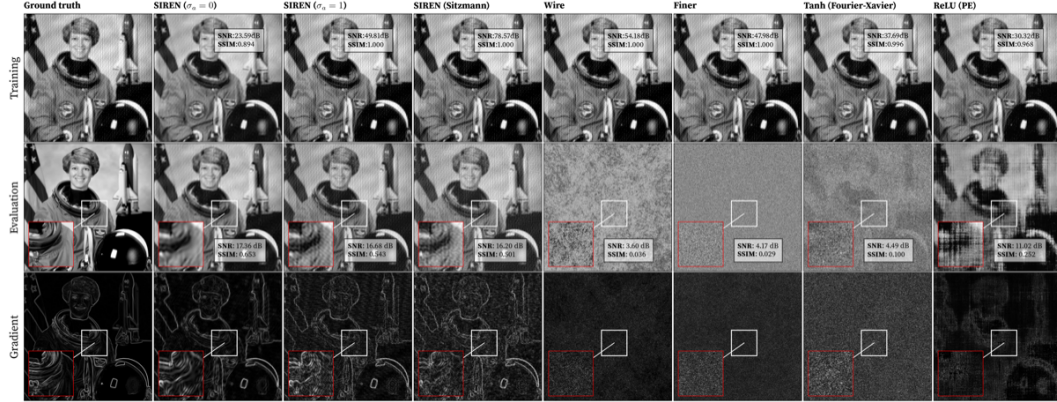 Ground truth SIREN (σₐ = 0) SIREN (σₐ = 1) SIREN (Sitzmann) Wire Finer Tanh (Fourier-Xavier) ReLU (PE)
Training
SNR:23.59dB SNR:49.81dB SNR:78.57dB SNR:54.18dB SNR:47.98dB SNR:37.69dB SNR:30.32dB
SSIM:0.894 SSIM:1.000 SSIM:1.000 SSIM:1.000 SSIM:1.000 SSIM:0.996 SSIM:0.968
Evaluation
SNR:17.36 dB SNR:16.68 dB SNR:16.20 dB SNR:3.60 dB SNR:4.17 dB SNR:4.49 dB SNR:11.02 dB
SSIM: 0.653 SSIM: 0.543 SSIM: 0.501 SSIM: 0.036 SSIM: 0.029 SSIM: 0.100 SSIM: 0.252
Gradient